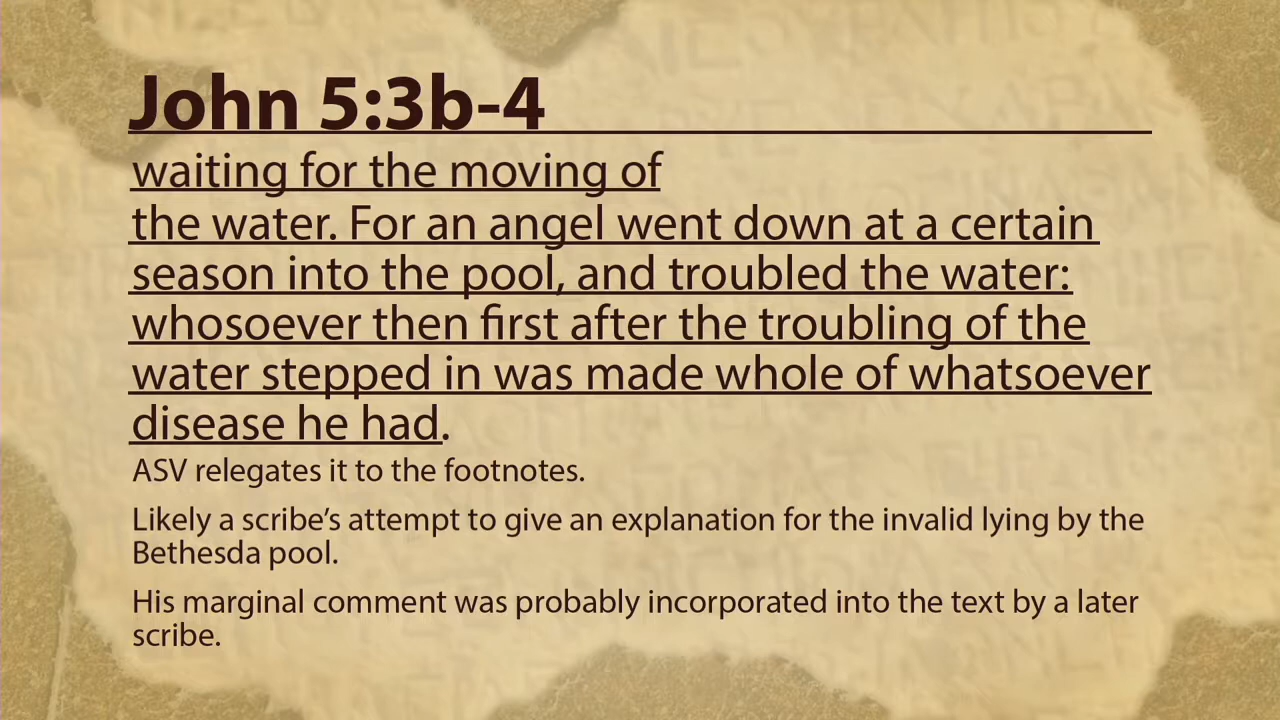 John 5:3b-4
waiting for the moving of
the water. For an angel went down at a certain
season into the pool, and troubled the water:
whosoever then first after the troubling of the
water stepped in was made whole of whatsoever
disease he had.
ASV relegates it to the footnotes.
Likely a scribe’s attempt to give an explanation for the invalid lying by the
Bethesda pool.
His marginal comment was probably incorporated into the text by a later
scribe.